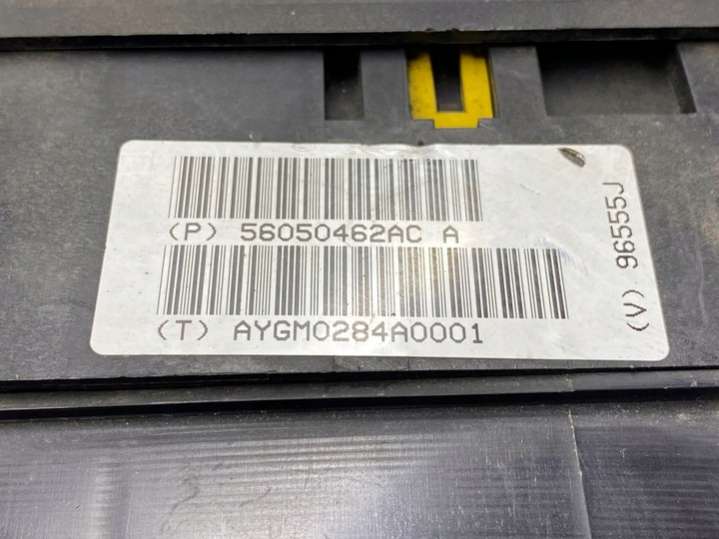 (P) 56050462AC A
(T) AYGM0284A0001
(V) 96555J